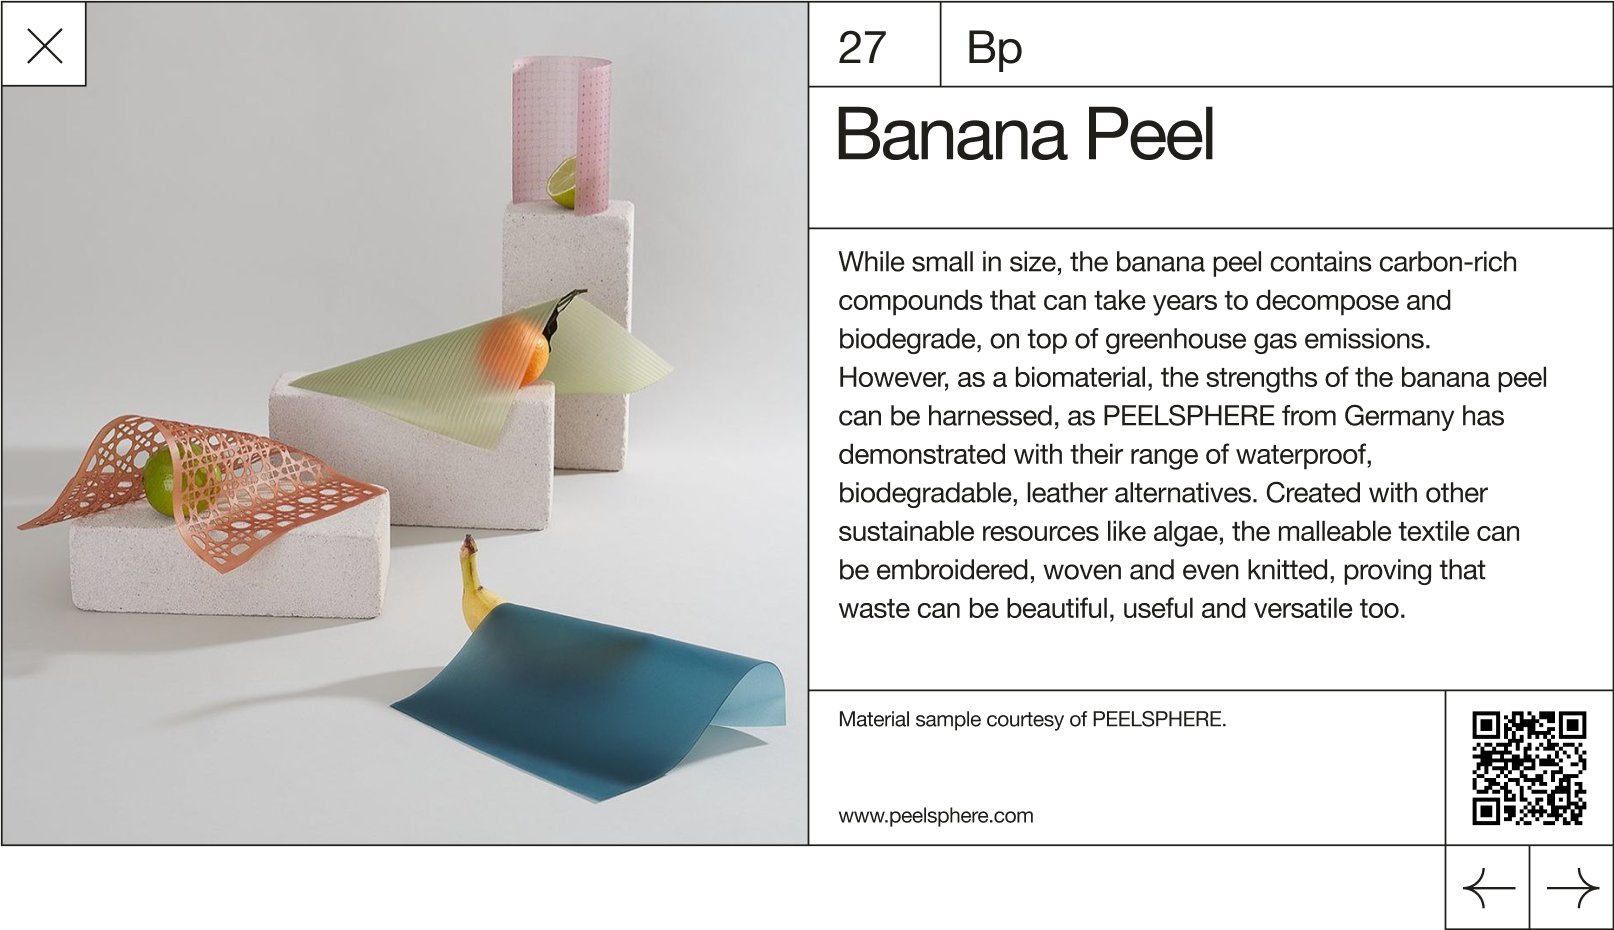 27
Bp
Banana Peel
While small in size, the banana peel contains carbon-rich
compounds that can take years to decompose and
biodegrade, on top of greenhouse gas emissions.
However, as a biomaterial, the strengths of the banana peel
can be harnessed, as PEELSPHERE from Germany has
demonstrated with their range of waterproof,
biodegradable, leather alternatives. Created with other
sustainable resources like algae, the malleable textile can
be embroidered, woven and even knitted, proving that
waste can be beautiful, useful and versatile too.
Material sample courtesy of PEELSPHERE.
www.peelsphere.com